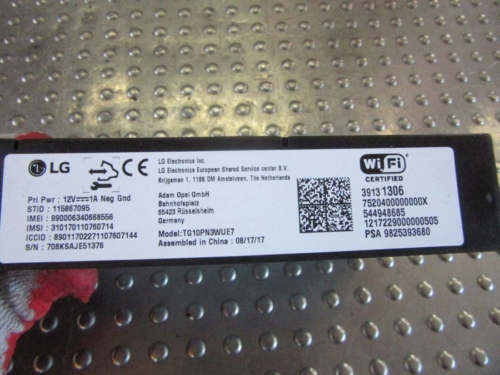 LG
Pri Pwr : 12V⎓1A Neg Gnd
STID : 115867095
IMEI : 990006340668556
IMSI : 310170110760714
ICCID : 89011702271107607144
S/N : 708KSAJE51376
CE
LG Electronics Inc.
LG Electronics European Shared Service center B.V.
Krijgsman 1, 1186 DM Amstelveen, The Netherlands
Adam Opel GmbH
Bahnhofsplatz
65423 Rüsselsheim
Germany
Model:TG10PN3WUE7
Assembled in China : 08/17/17
Wi Fi
CERTIFIED
39131306
7520400000000X
544948685
1217229000000505
PSA 9825393680